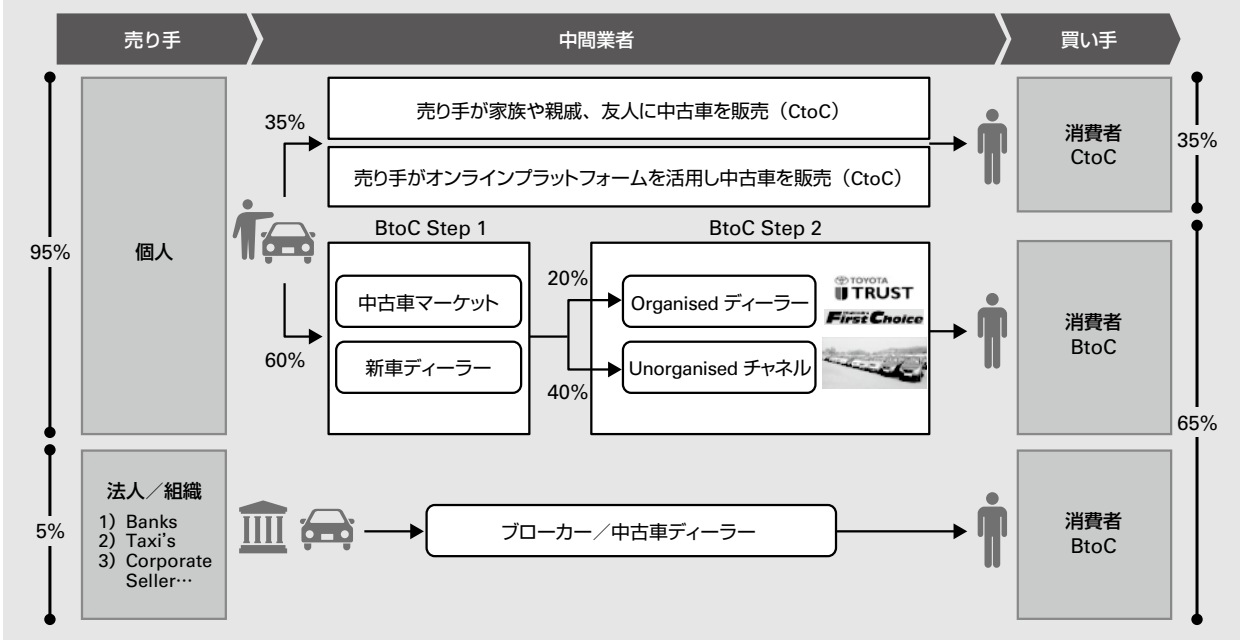 売り手
中間業者
買い手
95%
個人
35%
売り手が家族や親戚、友人に中古車を販売（CtoC）
売り手がオンラインプラットフォームを活用し中古車を販売（CtoC）
消費者
CtoC
35%
60%
BtoC Step 1
中古車マーケット
新車ディーラー
20%
40%
BtoC Step 2
Organised ディーラー
Unorganised チャネル
TOYOTA
U TRUST
First Choice
消費者
BtoC
65%
5%
法人／組織
1）Banks
2）Taxi's
3）Corporate
Seller…
ブローカー／中古車ディーラー
消費者
BtoC